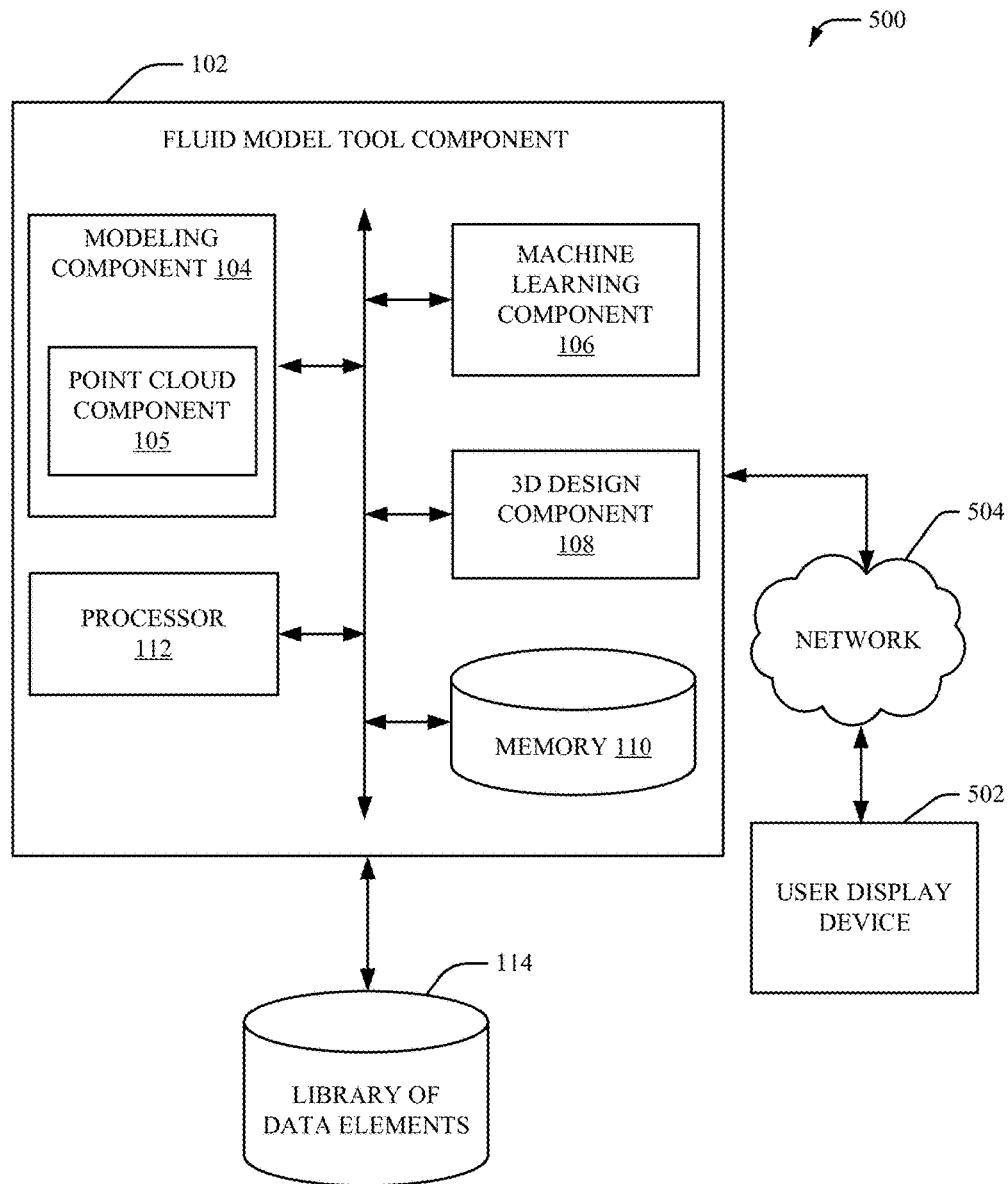 500
102
FLUID MODEL TOOL COMPONENT
MODELING
COMPONENT 104
POINT CLOUD
COMPONENT
105
MACHINE
LEARNING
COMPONENT
106
3D DESIGN
COMPONENT
108
PROCESSOR
112
MEMORY 110
504
NETWORK
502
USER DISPLAY
DEVICE
114
LIBRARY OF
DATA ELEMENTS